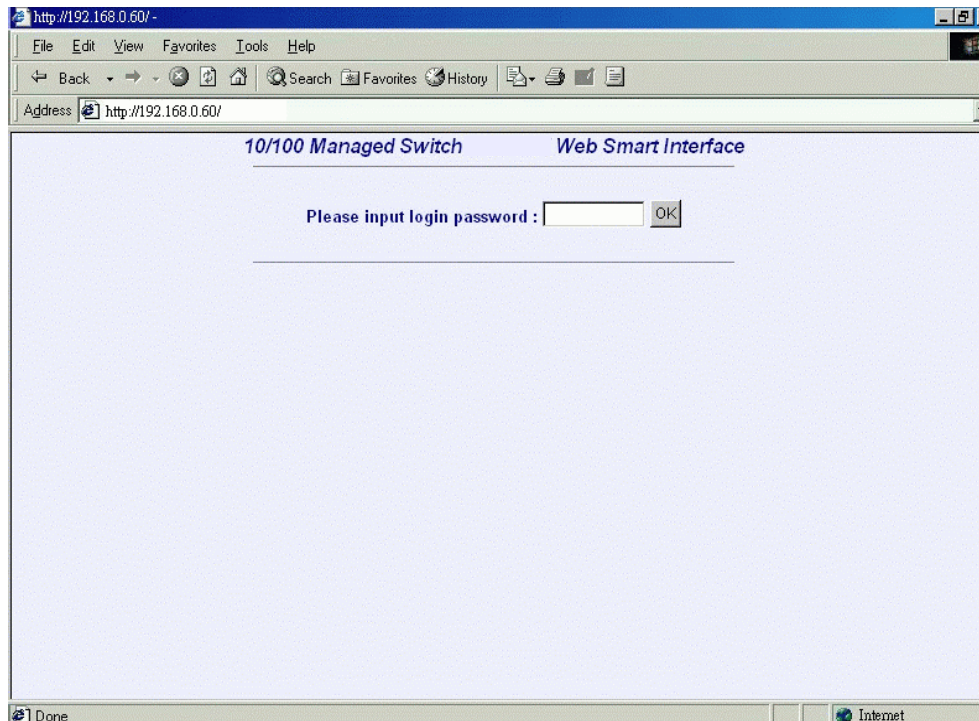 http://192.168.0.60/ -
File Edit View Favorites Tools Help
Back Search Favorites History
Address http://192.168.0.60/
10/100 Managed Switch Web Smart Interface
Please input login password : OK
Done Internet